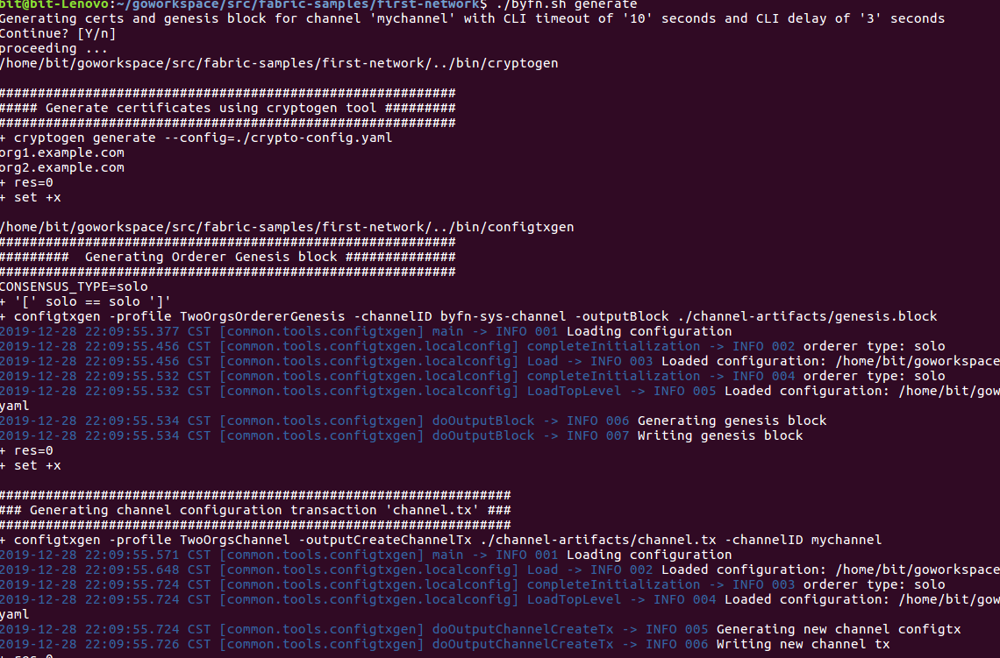 bit@bit-Lenovo:~/goworkspace/src/fabric-samples/first-network$ ./byfn.sh generate
Generating certs and genesis block for channel 'mychannel' with CLI timeout of '10' seconds and CLI delay of '3' seconds
Continue? [Y/n]
proceeding ...
/home/bit/goworkspace/src/fabric-samples/first-network/../bin/cryptogen
##########################################################
##### Generate certificates using cryptogen tool #########
##########################################################
+ cryptogen generate --config=./crypto-config.yaml
org1.example.com
org2.example.com
+ res=0
+ set +x
/home/bit/goworkspace/src/fabric-samples/first-network/../bin/configtxgen
##########################################################
#########  Generating Orderer Genesis block ##############
##########################################################
CONSENSUS_TYPE=solo
+ '[' solo == solo ']'
+ configtxgen -profile TwoOrgsOrdererGenesis -channelID byfn-sys-channel -outputBlock ./channel-artifacts/genesis.block
2019-12-28 22:09:55.377 CST [common.tools.configtxgen] main -> INFO 001 Loading configuration
2019-12-28 22:09:55.456 CST [common.tools.configtxgen.localconfig] completeInitialization -> INFO 002 orderer type: solo
2019-12-28 22:09:55.456 CST [common.tools.configtxgen.localconfig] Load -> INFO 003 Loaded configuration: /home/bit/goworkspace
2019-12-28 22:09:55.532 CST [common.tools.configtxgen.localconfig] completeInitialization -> INFO 004 orderer type: solo
2019-12-28 22:09:55.532 CST [common.tools.configtxgen.localconfig] LoadTopLevel -> INFO 005 Loaded configuration: /home/bit/gow
yaml
2019-12-28 22:09:55.534 CST [common.tools.configtxgen] doOutputBlock -> INFO 006 Generating genesis block
2019-12-28 22:09:55.534 CST [common.tools.configtxgen] doOutputBlock -> INFO 007 Writing genesis block
+ res=0
+ set +x
#################################################################
### Generating channel configuration transaction 'channel.tx' ###
#################################################################
+ configtxgen -profile TwoOrgsChannel -outputCreateChannelTx ./channel-artifacts/channel.tx -channelID mychannel
2019-12-28 22:09:55.571 CST [common.tools.configtxgen] main -> INFO 001 Loading configuration
2019-12-28 22:09:55.648 CST [common.tools.configtxgen.localconfig] Load -> INFO 002 Loaded configuration: /home/bit/goworkspace
2019-12-28 22:09:55.724 CST [common.tools.configtxgen.localconfig] completeInitialization -> INFO 003 orderer type: solo
2019-12-28 22:09:55.724 CST [common.tools.configtxgen.localconfig] LoadTopLevel -> INFO 004 Loaded configuration: /home/bit/gow
yaml
2019-12-28 22:09:55.724 CST [common.tools.configtxgen] doOutputChannelCreateTx -> INFO 005 Generating new channel configtx
2019-12-28 22:09:55.726 CST [common.tools.configtxgen] doOutputChannelCreateTx -> INFO 006 Writing new channel tx
+ res=0